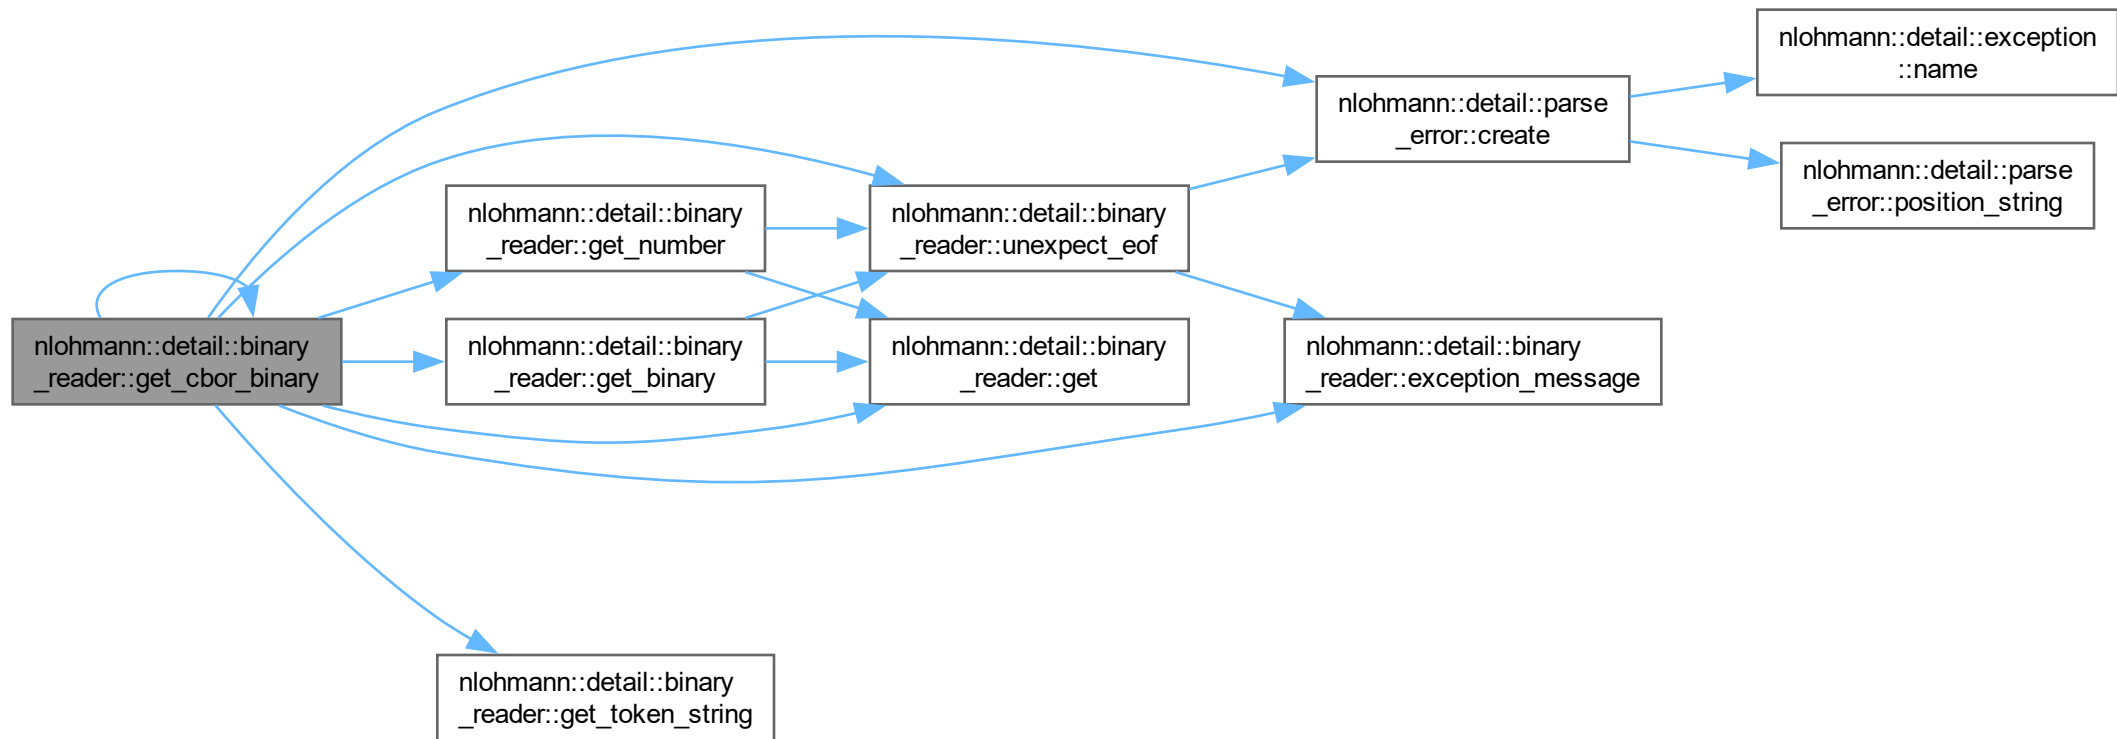 nlohmann::detail::exception
::name
nlohmann::detail::parse
_error::create
nlohmann::detail::parse
_error::position_string
nlohmann::detail::binary
_reader::get_number
nlohmann::detail::binary
_reader::unexpect_eof
nlohmann::detail::binary
_reader::get_cbor_binary
nlohmann::detail::binary
_reader::get_binary
nlohmann::detail::binary
_reader::get
nlohmann::detail::binary
_reader::exception_message
nlohmann::detail::binary
_reader::get_token_string